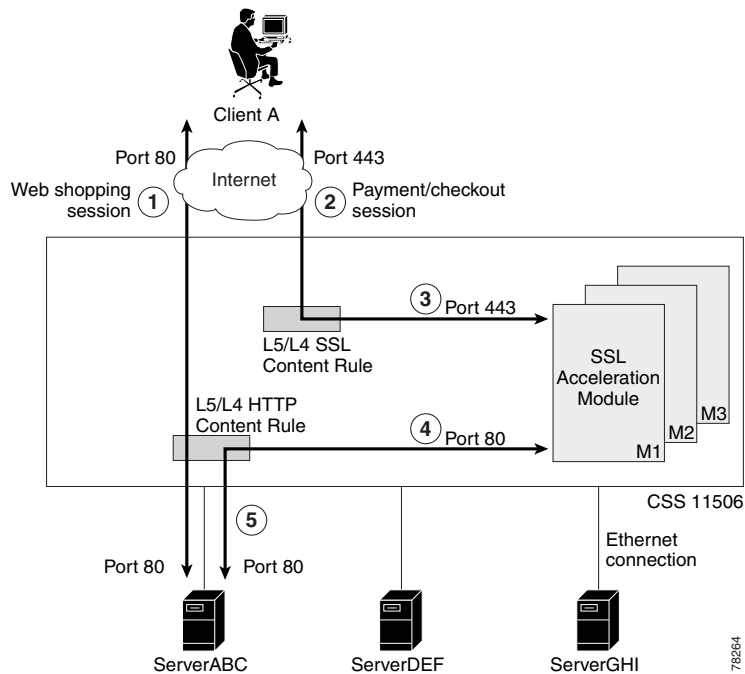 Client A
Port 80
Port 443
Internet
Web shopping
session
1
2
Payment/checkout
session
3
Port 443
L5/L4 SSL
Content Rule
SSL
Acceleration
Module
M3
M2
M1
L5/L4 HTTP
Content Rule
4
Port 80
CSS 11506
5
Ethernet
connection
Port 80
Port 80
ServerABC
ServerDEF
ServerGHI
78264